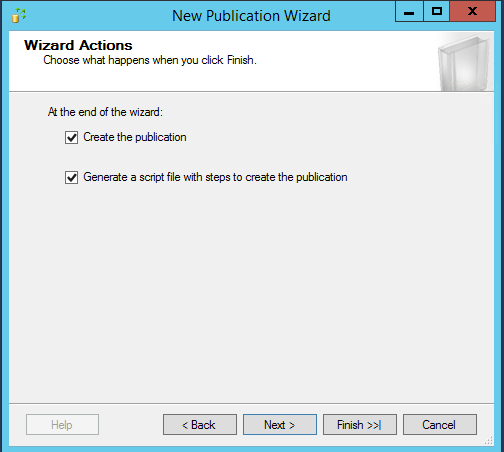 New Publication Wizard
Wizard Actions
Choose what happens when you click Finish.
At the end of the wizard:
Create the publication
Generate a script file with steps to create the publication
Help
< Back
Next >
Finish >>|
Cancel